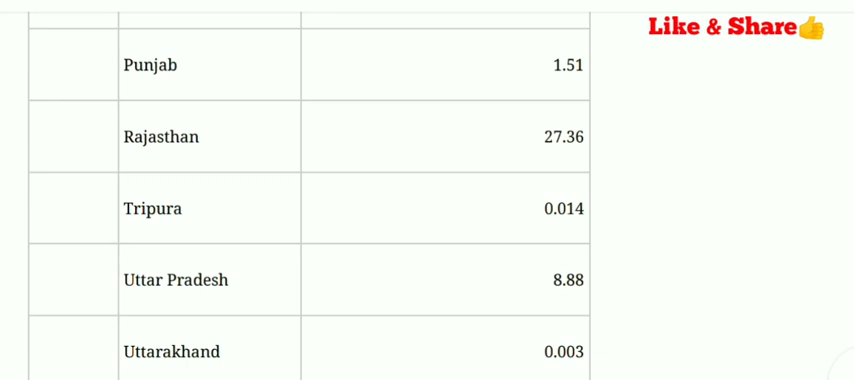 Like & Share👍
Punjab 1.51
Rajasthan 27.36
Tripura 0.014
Uttar Pradesh 8.88
Uttarakhand 0.003